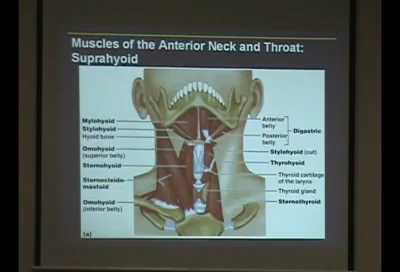 Muscles of the Anterior Neck and Throat:
Suprahyoid
Mylohyoid
Stylohyoid
Hyoid bone
Omohyoid
(superior belly)
Sternohyoid
Sternocleido-
mastoid
Omohyoid
(inferior belly)
(a)
Anterior
belly
Posterior
belly
Digastric
Stylohyoid (cut)
Thyrohyoid
Thyroid cartilage
of the larynx
Thyroid gland
Sternothyroid